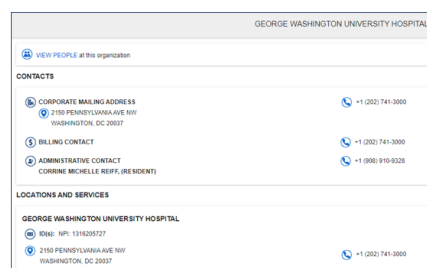 GEORGE WASHINGTON UNIVERSITY HOSPITAL
VIEW PEOPLE at this organization
CONTACTS
CORPORATE MAILING ADDRESS
2150 PENNSYLVANIA AVE NW
WASHINGTON, DC 20037
+1 (202) 741-3000
BILLING CONTACT
+1 (202) 741-3000
ADMINISTRATIVE CONTACT
CORRINE MICHELLE REIFF, (RESIDENT)
+1 (908) 910-9328
LOCATIONS AND SERVICES
GEORGE WASHINGTON UNIVERSITY HOSPITAL
ID(s): NPI: 1316205727
2150 PENNSYLVANIA AVE NW
WASHINGTON, DC 20037
+1 (202) 741-3000